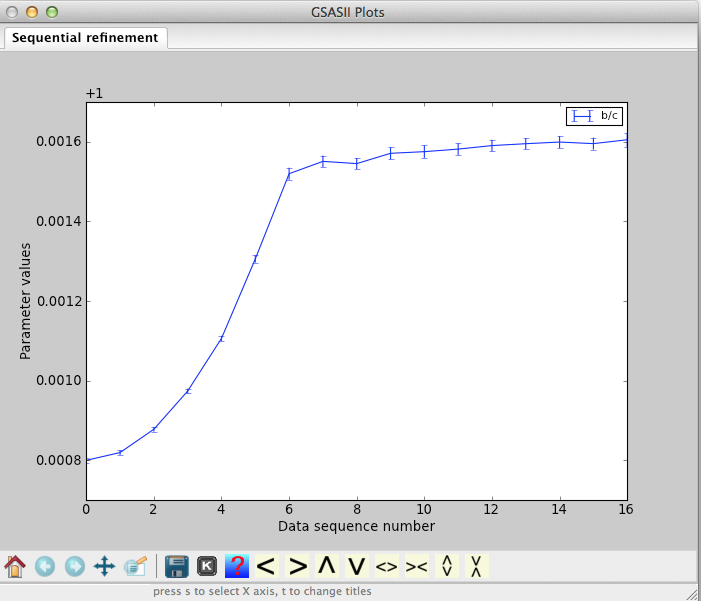 GSASII Plots
Sequential refinement
+1
b/c
0.0016
0.0014
0.0012
0.0010
0.0008
Parameter values
0 2 4 6 8 10 12 14 16
Data sequence number
K ? < > Λ V <> ><
press s to select X axis, t to change titles